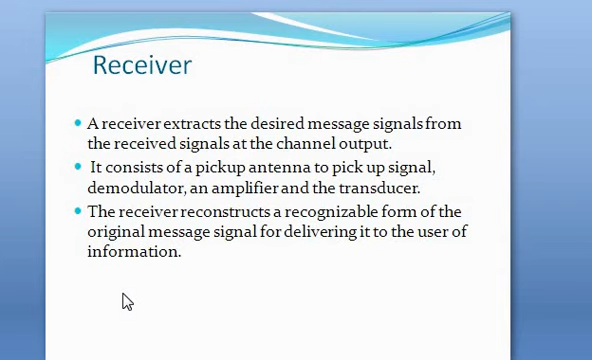 Receiver
• A receiver extracts the desired message signals from
the received signals at the channel output.
• It consists of a pickup antenna to pick up signal,
demodulator, an amplifier and the transducer.
• The receiver reconstructs a recognizable form of the
original message signal for delivering it to the user of
information.